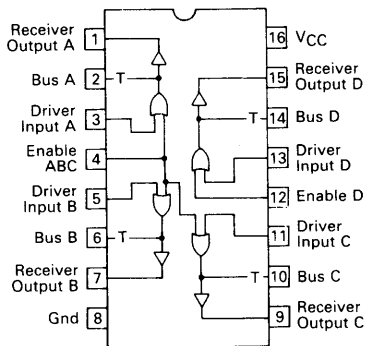 Receiver
Output A
1
Bus A
2
T
Driver
Input A
3
Enable
ABC
4
Driver
Input B
5
Bus B
6
T
Receiver
Output B
7
Gnd
8
16
VCC
15
Receiver
Output D
T
14
Bus D
13
Driver
Input D
12
Enable D
11
Driver
Input C
T
10
Bus C
9
Receiver
Output C